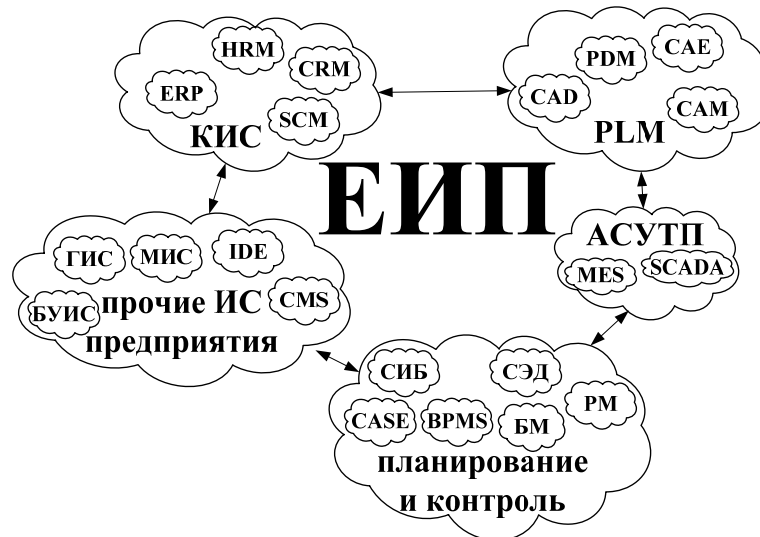 HRM
CRM
ERP
SCM
КИС
PDM
CAE
CAD
CAM
PLM
ЕИП
АСУТП
MES
SCADA
ГИС
МИС
IDE
CMS
БУИС
прочие ИС
предприятия
СИБ
СЭД
РМ
CASE
BPMS
БМ
планирование
и контроль